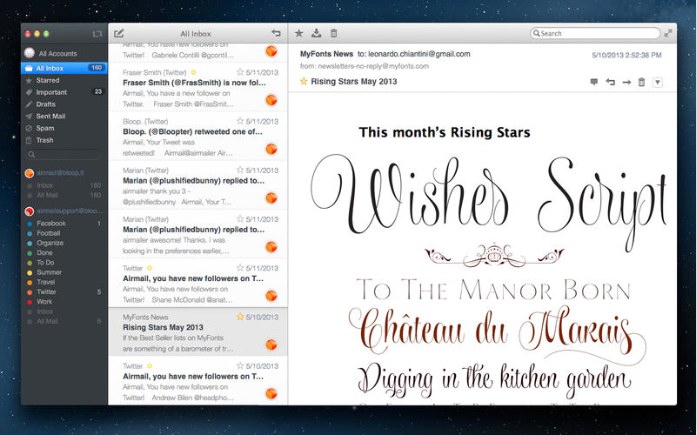 All Inbox
Search
All Accounts
All Inbox 160
Starred
Important 23
Drafts
Sent Mail
Spam
Trash
airmail@bloop.it
Inbox 160
All Mail 160
airmailsupport@bloo...
Facebook 1
Football
Organize
Done
To Do
Summer
Travel
Twitter 5
Work
Inbox
All Mail 6
Airmail, you have new followers on
Twitter! Gabriele Contilli @gcontil...
Fraser Smith (Twitter) 5/11/2013
Fraser Smith (@FrasSmith) is now fol...
Airmail, You have a new follower on
Twitter. Fraser Smith @FrasSmit...
Bloop. (Twitter) 5/11/2013
Bloop. (@Bloopter) retweeted one of...
Airmail, Your Tweet was
retweeted! Airmail@airmailer Air...
Marian (Twitter) 5/11/2013
Marian (@plushifiedbunny) replied to...
airmailer thank you 3 -
@plushifiedbunny Airmail, Your T...
Marian (Twitter) 5/11/2013
Marian (@plushifiedbunny) replied to...
airmailer awesome! Thanks. I was
looking in the preferences earlier,...
Twitter 5/11/2013
Airmail, you have new followers on T...
Airmail, You have new followers on
Twitter! Shane McDonald @anat...
MyFonts News 5/10/2013
Rising Stars May 2013
If the Best Seller lists on MyFonts
are something of a barometer of tr...
Twitter 5/10/2013
Airmail, you have new followers on T...
Airmail, You have new followers on
Twitter! Andrew Bilen @headpho...
MyFonts News to: leonardo.chiantini@gmail.com 5/10/2013 2:52:38 PM
from: newsletters-no-reply@myfonts.com
Rising Stars May 2013
This month's Rising Stars
Wishes Script
To The Manor Born
Château du Marais
Digging in the kitchen garden